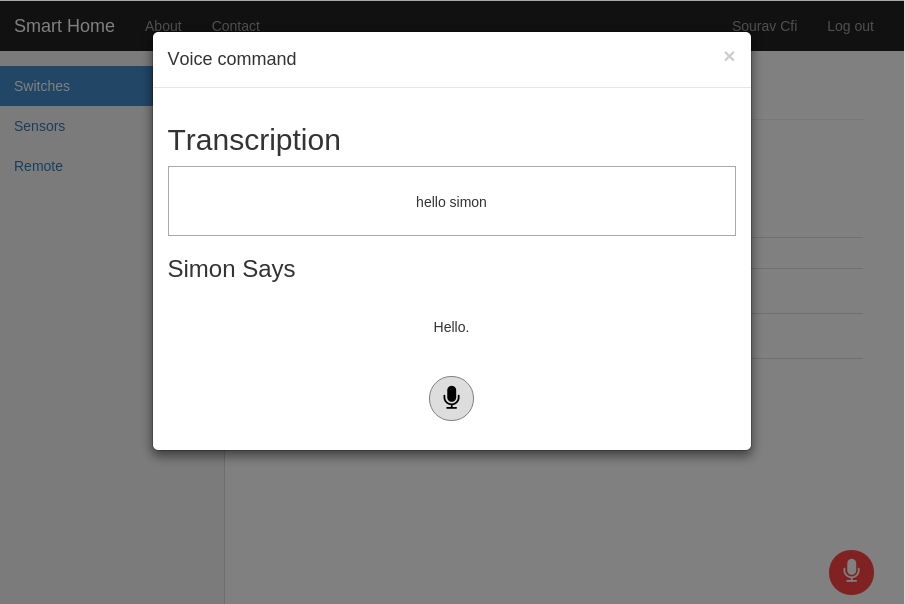 Smart Home About Contact Sourav Cfi Log out
Voice command ×
Switches
Sensors
Remote
Transcription
hello simon
Simon Says
Hello.